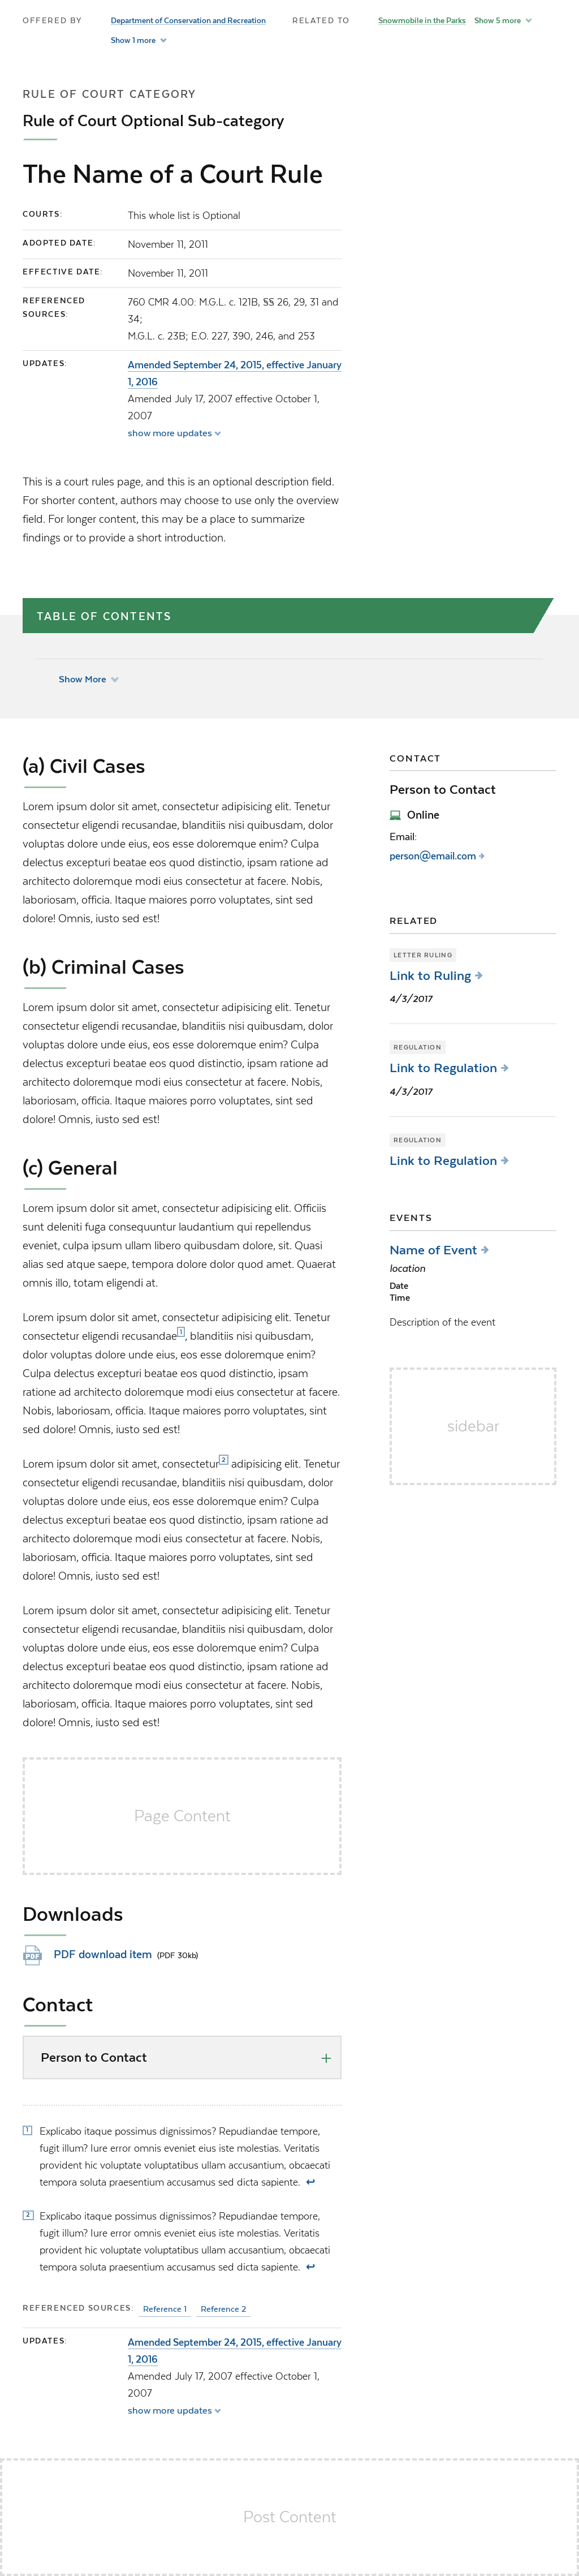 OFFERED BY
Department of Conservation and Recreation
Show 1 more
RELATED TO
Snowmobile in the Parks Show 5 more
RULE OF COURT CATEGORY
Rule of Court Optional Sub-category
The Name of a Court Rule
COURTS:
This whole list is Optional
ADOPTED DATE:
November 11, 2011
EFFECTIVE DATE:
November 11, 2011
REFERENCED
SOURCES:
760 CMR 4.00: M.G.L. c. 121B, §§ 26, 29, 31 and
34;
M.G.L. c. 23B; E.O. 227, 390, 246, and 253
UPDATES:
Amended September 24, 2015, effective January
1, 2016
Amended July 17, 2007 effective October 1,
2007
show more updates
This is a court rules page, and this is an optional description field.
For shorter content, authors may choose to use only the overview
field. For longer content, this may be a place to summarize
findings or to provide a short introduction.
TABLE OF CONTENTS
Show More
(a) Civil Cases
Lorem ipsum dolor sit amet, consectetur adipisicing elit. Tenetur
consectetur eligendi recusandae, blanditiis nisi quibusdam, dolor
voluptates dolore unde eius, eos esse doloremque enim? Culpa
delectus excepturi beatae eos quod distinctio, ipsam ratione ad
architecto doloremque modi eius consectetur at facere. Nobis,
laboriosam, officia. Itaque maiores porro voluptates, sint sed
dolore! Omnis, iusto sed est!
(b) Criminal Cases
Lorem ipsum dolor sit amet, consectetur adipisicing elit. Tenetur
consectetur eligendi recusandae, blanditiis nisi quibusdam, dolor
voluptates dolore unde eius, eos esse doloremque enim? Culpa
delectus excepturi beatae eos quod distinctio, ipsam ratione ad
architecto doloremque modi eius consectetur at facere. Nobis,
laboriosam, officia. Itaque maiores porro voluptates, sint sed
dolore! Omnis, iusto sed est!
(c) General
Lorem ipsum dolor sit amet, consectetur adipisicing elit. Officiis
sunt deleniti fuga consequuntur laudantium qui repellendus
eveniet, culpa ipsum ullam libero quibusdam dolore, sit. Quasi
alias sed atque saepe, tempora dolore dolor quod amet. Quaerat
omnis illo, totam eligendi at.
Lorem ipsum dolor sit amet, consectetur adipisicing elit. Tenetur
consectetur eligendi recusandae1, blanditiis nisi quibusdam,
dolor voluptates dolore unde eius, eos esse doloremque enim?
Culpa delectus excepturi beatae eos quod distinctio, ipsam
ratione ad architecto doloremque modi eius consectetur at facere.
Nobis, laboriosam, officia. Itaque maiores porro voluptates, sint
sed dolore! Omnis, iusto sed est!
Lorem ipsum dolor sit amet, consectetur2 adipisicing elit. Tenetur
consectetur eligendi recusandae, blanditiis nisi quibusdam, dolor
voluptates dolore unde eius, eos esse doloremque enim? Culpa
delectus excepturi beatae eos quod distinctio, ipsam ratione ad
architecto doloremque modi eius consectetur at facere. Nobis,
laboriosam, officia. Itaque maiores porro voluptates, sint sed
dolore! Omnis, iusto sed est!
Lorem ipsum dolor sit amet, consectetur adipisicing elit. Tenetur
consectetur eligendi recusandae, blanditiis nisi quibusdam, dolor
voluptates dolore unde eius, eos esse doloremque enim? Culpa
delectus excepturi beatae eos quod distinctio, ipsam ratione ad
architecto doloremque modi eius consectetur at facere. Nobis,
laboriosam, officia. Itaque maiores porro voluptates, sint sed
dolore! Omnis, iusto sed est!
Page Content
Downloads
PDF
PDF download item (PDF 30kb)
Contact
Person to Contact
1 Explicabo itaque possimus dignissimos? Repudiandae tempore,
fugit illum? Iure error omnis eveniet eius iste molestias. Veritatis
provident hic voluptate voluptatibus ullam accusantium, obcaecati
tempora soluta praesentium accusamus sed dicta sapiente. ↩
2 Explicabo itaque possimus dignissimos? Repudiandae tempore,
fugit illum? Iure error omnis eveniet eius iste molestias. Veritatis
provident hic voluptate voluptatibus ullam accusantium, obcaecati
tempora soluta praesentium accusamus sed dicta sapiente. ↩
REFERENCED SOURCES: Reference 1 Reference 2
UPDATES:
Amended September 24, 2015, effective January
1, 2016
Amended July 17, 2007 effective October 1,
2007
show more updates
CONTACT
Person to Contact
Online
Email:
person@email.com
RELATED
LETTER RULING
Link to Ruling
4/3/2017
REGULATION
Link to Regulation
4/3/2017
REGULATION
Link to Regulation
EVENTS
Name of Event
location
Date
Time
Description of the event
sidebar
Post Content